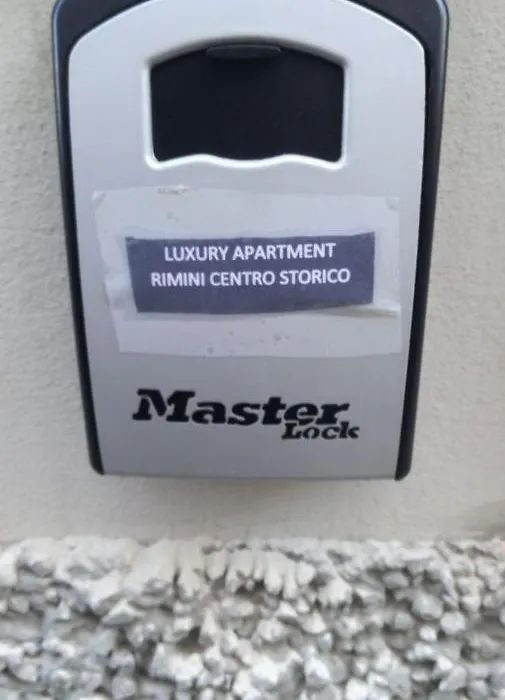 LUXURY APARTMENT
RIMINI CENTRO STORICO
Master
Lock